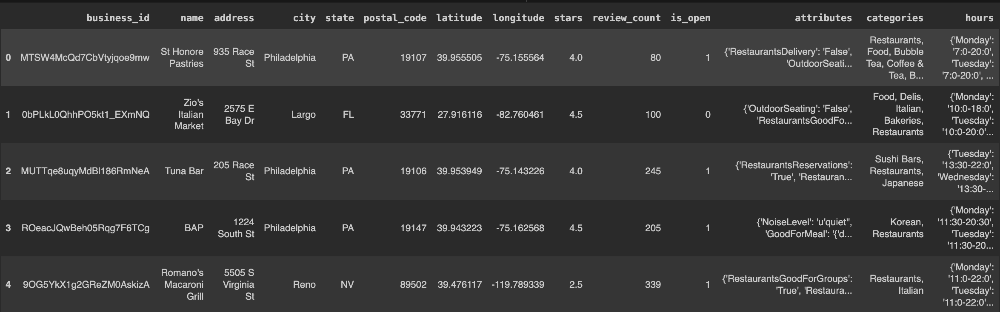 business_id name address city state postal_code latitude longitude stars review_count is_open attributes categories hours
0 MTSW4McQd7CbVtyjqoe9mw St Honore Pastries 935 Race St Philadelphia PA 19107 39.955505 -75.155564 4.0 80 1 {'RestaurantsDelivery': 'False', 'OutdoorSeati... Restaurants, Food, Bubble Tea, Coffee & Tea, B... {'Monday': '7:0-20:0', 'Tuesday': '7:0-20:0', ...
1 0bPLkL0QhhPO5kt1_EXmNQ Zio's Italian Market 2575 E Bay Dr Largo FL 33771 27.916116 -82.760461 4.5 100 0 {'OutdoorSeating': 'False', 'RestaurantsGoodFo... Food, Delis, Italian, Bakeries, Restaurants {'Monday': '10:0-18:0', 'Tuesday': '10:0-20:0'...
2 MUTTqe8uqyMdBl186RmNeA Tuna Bar 205 Race St Philadelphia PA 19106 39.953949 -75.143226 4.0 245 1 {'RestaurantsReservations': 'True', 'Restauran... Sushi Bars, Restaurants, Japanese {'Tuesday': '13:30-22:0', 'Wednesday': '13:30-...
3 ROeacJQwBeh05Rqg7F6TCg BAP 1224 South St Philadelphia PA 19147 39.943223 -75.162568 4.5 205 1 {'NoiseLevel': 'u'quiet'', 'GoodForMeal': '{'d... Korean, Restaurants {'Monday': '11:30-20:30', 'Tuesday': '11:30-20...
4 9OG5YkX1g2GReZM0AskizA Romano's Macaroni Grill 5505 S Virginia St Reno NV 89502 39.476117 -119.789339 2.5 339 1 {'RestaurantsGoodForGroups': 'True', 'Restaura... Restaurants, Italian {'Monday': '11:0-22:0', 'Tuesday': '11:0-22:0'...